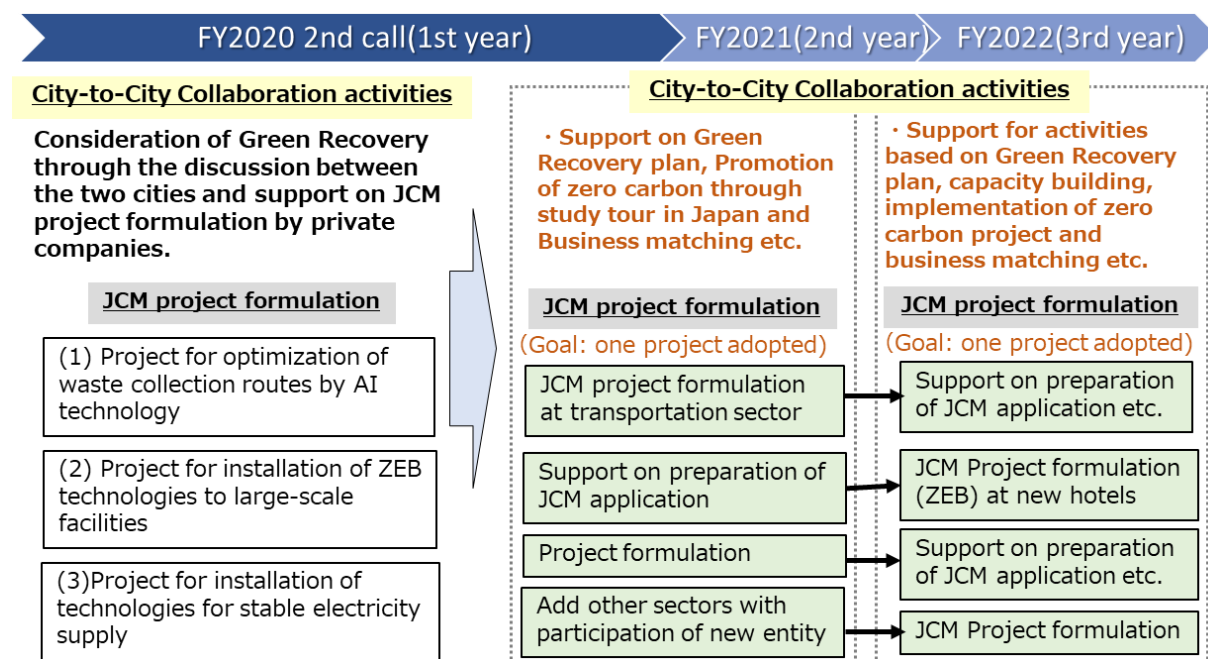 FY2020 2nd call(1st year)
FY2021(2nd year)
FY2022(3rd year)
City-to-City Collaboration activities
Consideration of Green Recovery
through the discussion between
the two cities and support on JCM
project formulation by private
companies.
JCM project formulation
(1) Project for optimization of
waste collection routes by AI
technology
(2) Project for installation of ZEB
technologies to large-scale
facilities
(3)Project for installation of
technologies for stable electricity
supply
City-to-City Collaboration activities
・Support on Green
Recovery plan, Promotion
of zero carbon through
study tour in Japan and
Business matching etc.
JCM project formulation
(Goal: one project adopted)
JCM project formulation
at transportation sector
Support on preparation of
JCM application
Project formulation
Add other sectors with
participation of new entity
・Support for activities
based on Green Recovery
plan, capacity building,
implementation of zero
carbon project and
business matching etc.
JCM project formulation
(Goal: one project adopted)
Support on preparation
of JCM application etc.
JCM Project formulation
(ZEB) at new hotels
Support on preparation
of JCM application etc.
JCM Project formulation